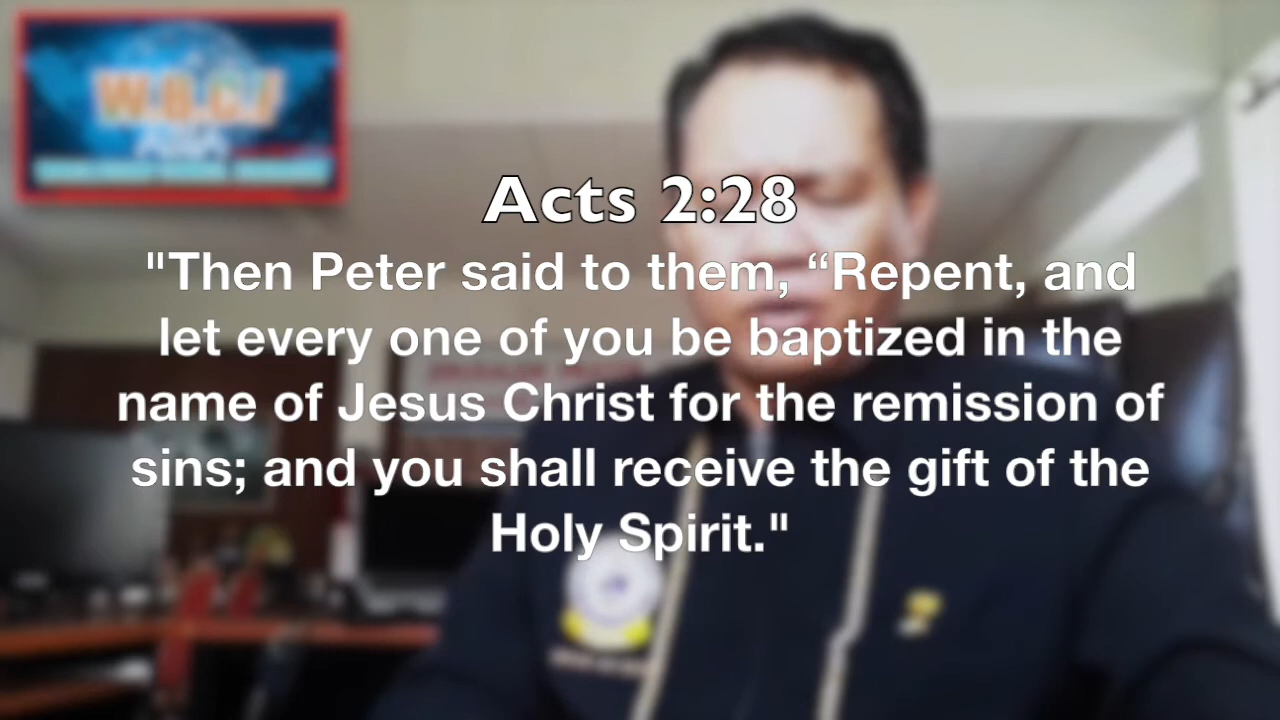 W.B.C.I
Acts 2:28
"Then Peter said to them, “Repent, and
let every one of you be baptized in the
name of Jesus Christ for the remission of
sins; and you shall receive the gift of the
Holy Spirit."